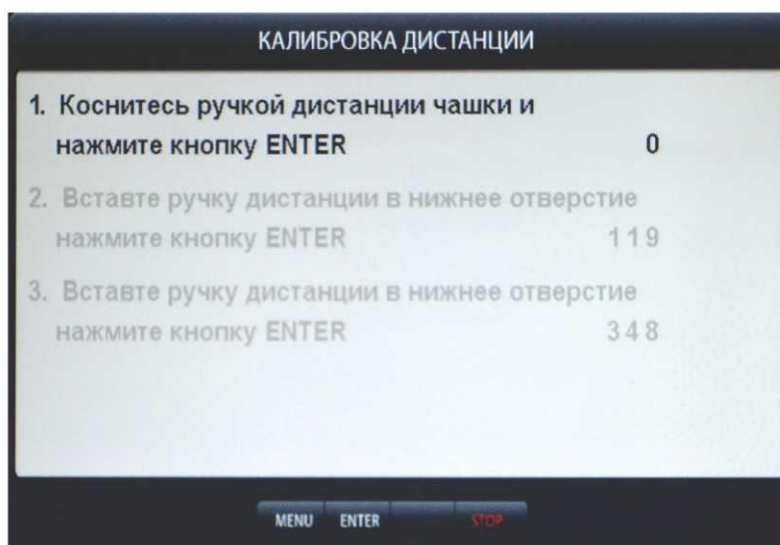 КАЛИБРОВКА ДИСТАНЦИИ
1. Коснитесь ручкой дистанции чашки и
нажмите кнопку ENTER 0
2. Вставте ручку дистанции в нижнее отверстие
нажмите кнопку ENTER 119
3. Вставте ручку дистанции в нижнее отверстие
нажмите кнопку ENTER 348
MENU ENTER STOP